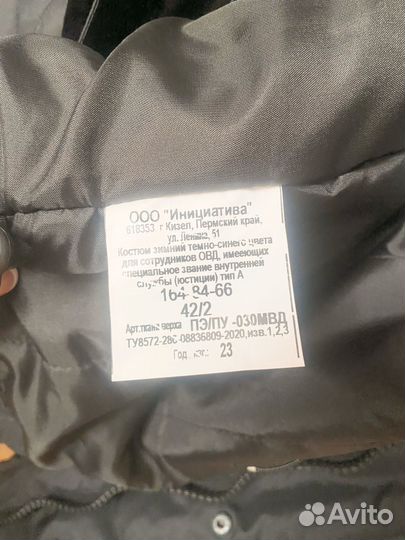 ООО "Инициатива"
618353 г Кизел, Пермский край,
ул. Ленина, 51
Костюм зимний темно-синего цвета
для сотрудников ОВД, имеющих
специальное звание внутренней
службы (юстиции) тип А
164-84-66
42/2
Арт.ткани верха ПЭ/ПУ -030МВД
ТУ8572-28С-08836809-2020,изв.1,2,3
Год изг.: 23
Avito